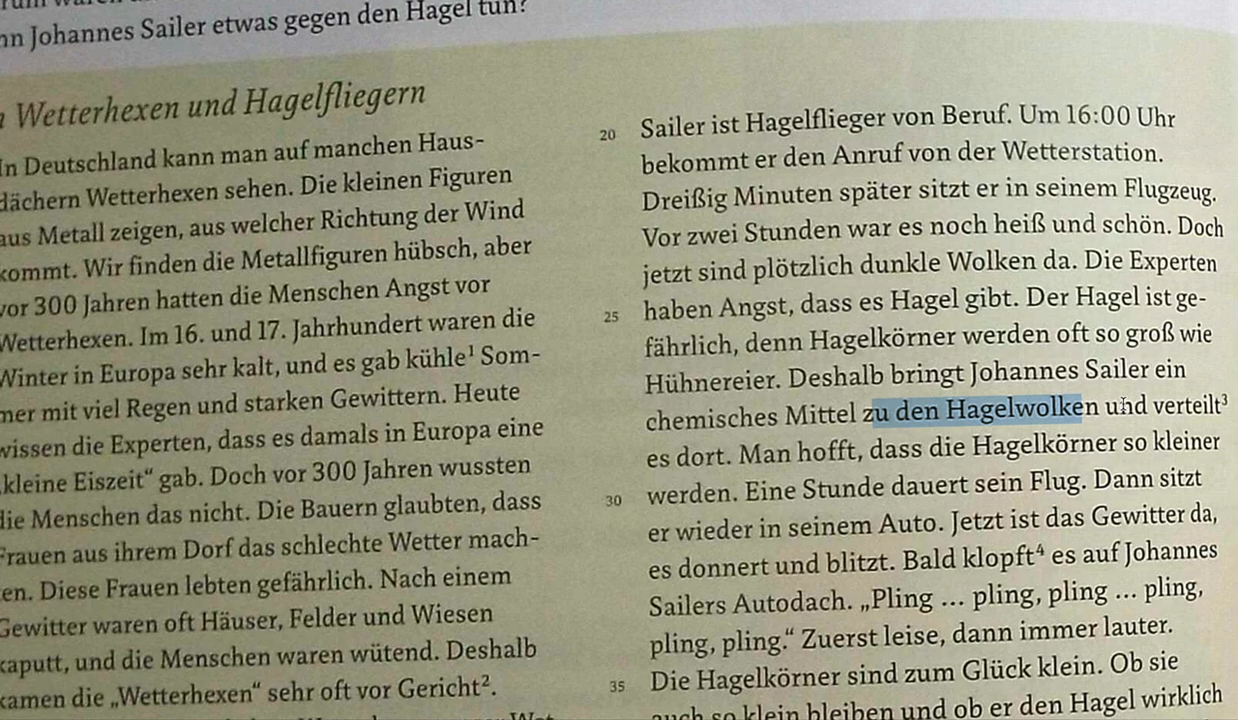 nn Johannes Sailer etwas gegen den Hagel tun?
Wetterhexen und Hagelfliegern
In Deutschland kann man auf manchen Haus-
dächern Wetterhexen sehen. Die kleinen Figuren
aus Metall zeigen, aus welcher Richtung der Wind
kommt. Wir finden die Metallfiguren hübsch, aber
vor 300 Jahren hatten die Menschen Angst vor
Wetterhexen. Im 16. und 17. Jahrhundert waren die
Winter in Europa sehr kalt, und es gab kühle¹ Som-
mer mit viel Regen und starken Gewittern. Heute
wissen die Experten, dass es damals in Europa eine
„kleine Eiszeit“ gab. Doch vor 300 Jahren wussten
die Menschen das nicht. Die Bauern glaubten, dass
Frauen aus ihrem Dorf das schlechte Wetter mach-
ten. Diese Frauen lebten gefährlich. Nach einem
Gewitter waren oft Häuser, Felder und Wiesen
kaputt, und die Menschen waren wütend. Deshalb
kamen die „Wetterhexen“ sehr oft vor Gericht².
20 Sailer ist Hagelflieger von Beruf. Um 16:00 Uhr
bekommt er den Anruf von der Wetterstation.
Dreißig Minuten später sitzt er in seinem Flugzeug.
Vor zwei Stunden war es noch heiß und schön. Doch
jetzt sind plötzlich dunkle Wolken da. Die Experten
25 haben Angst, dass es Hagel gibt. Der Hagel ist ge-
fährlich, denn Hagelkörner werden oft so groß wie
Hühnereier. Deshalb bringt Johannes Sailer ein
chemisches Mittel zu den Hagelwolken und verteilt³
es dort. Man hofft, dass die Hagelkörner so kleiner
30 werden. Eine Stunde dauert sein Flug. Dann sitzt
er wieder in seinem Auto. Jetzt ist das Gewitter da,
es donnert und blitzt. Bald klopft⁴ es auf Johannes
Sailers Autodach. „Pling ... pling, pling ... pling,
pling, pling.“ Zuerst leise, dann immer lauter.
35 Die Hagelkörner sind zum Glück klein. Ob sie
auch so klein bleiben und ob er den Hagel wirklich